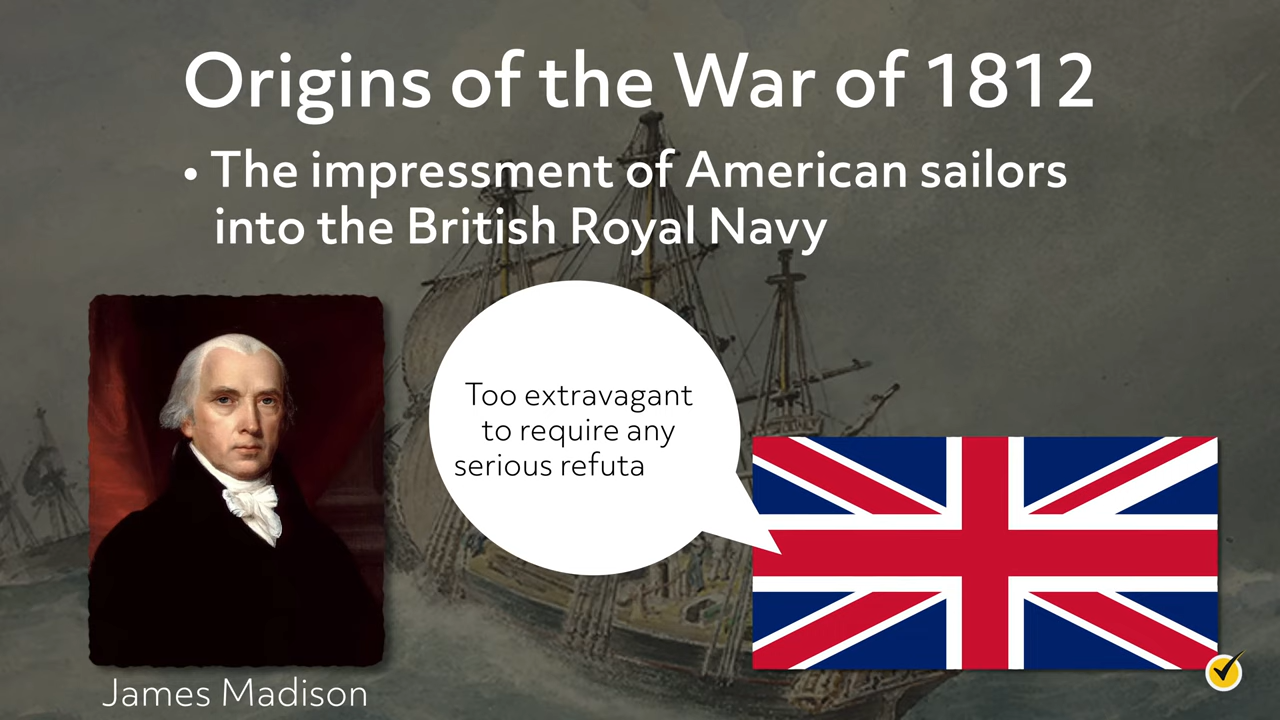 Origins of the War of 1812
• The impressment of American sailors
into the British Royal Navy
Too extravagant
to require any
serious refuta
James Madison